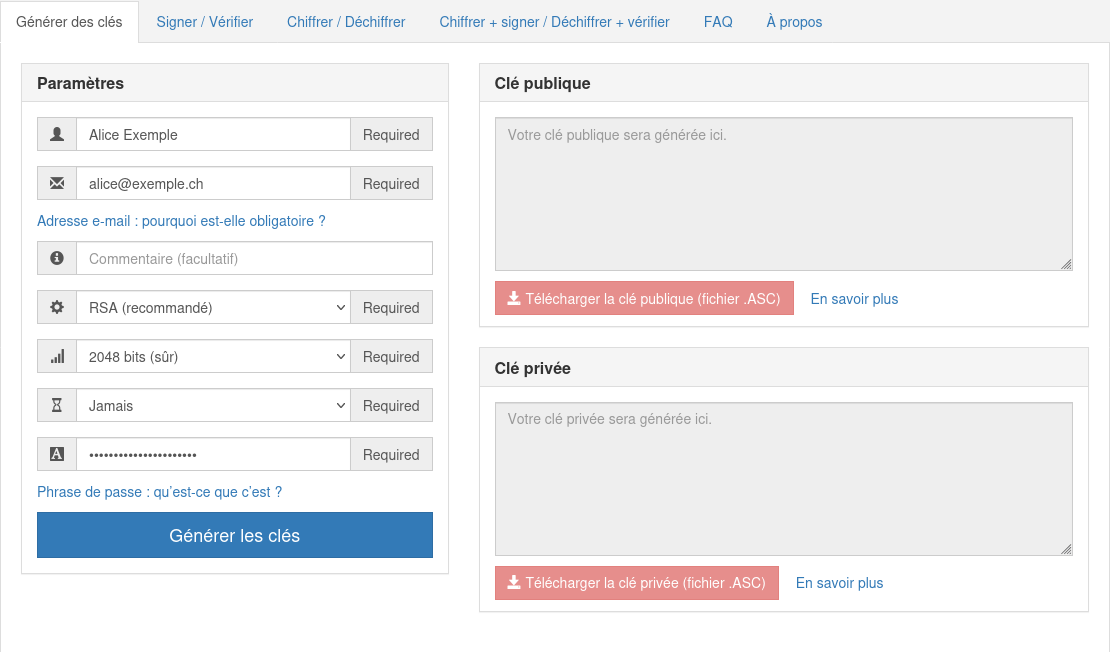 Générer des clés
Signer / Vérifier
Chiffrer / Déchiffrer
Chiffrer + signer / Déchiffrer + vérifier
FAQ
À propos
Paramètres
Alice Exemple
Required
alice@exemple.ch
Required
Adresse e-mail : pourquoi est-elle obligatoire ?
Commentaire (facultatif)
RSA (recommandé)
Required
2048 bits (sûr)
Required
Jamais
Required
A
••••••••••••••••••••••
Required
Phrase de passe : qu'est-ce que c'est ?
Générer les clés
Clé publique
Votre clé publique sera générée ici.
Télécharger la clé publique (fichier .ASC)
En savoir plus
Clé privée
Votre clé privée sera générée ici.
Télécharger la clé privée (fichier .ASC)
En savoir plus